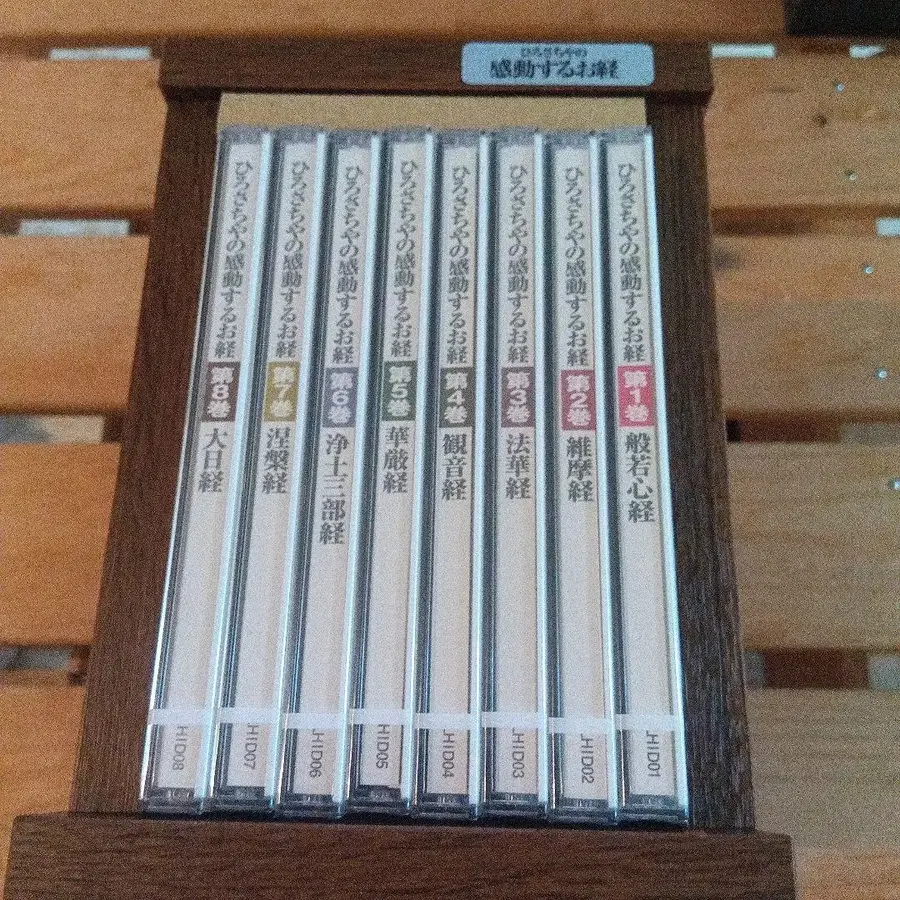 ひろさちやの
感動するお経
ひろさちやの感動するお経 第1巻 般若心経
LHID01
ひろさちやの感動するお経 第2巻 維摩経
LHID02
ひろさちやの感動するお経 第3巻 法華経
LHID03
ひろさちやの感動するお経 第4巻 観音経
LHID04
ひろさちやの感動するお経 第5巻 華厳経
LHID05
ひろさちやの感動するお経 第6巻 浄土三部経
LHID06
ひろさちやの感動するお経 第7巻 涅槃経
LHID07
ひろさちやの感動するお経 第8巻 大日経
LHID08